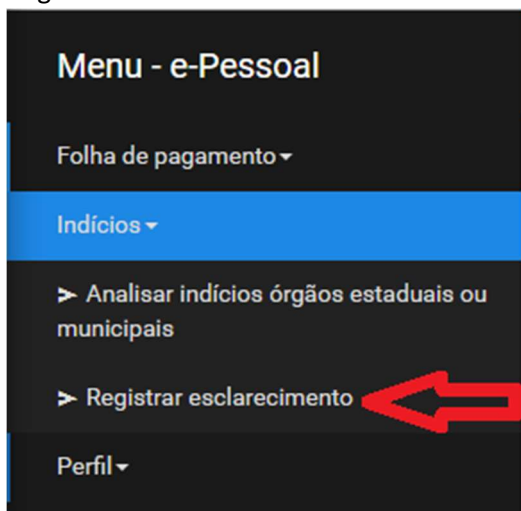 Menu - e-Pessoal
Folha de pagamento
Indícios
➤ Analisar indícios órgãos estaduais ou
municipais
➤ Registrar esclarecimento
Perfil